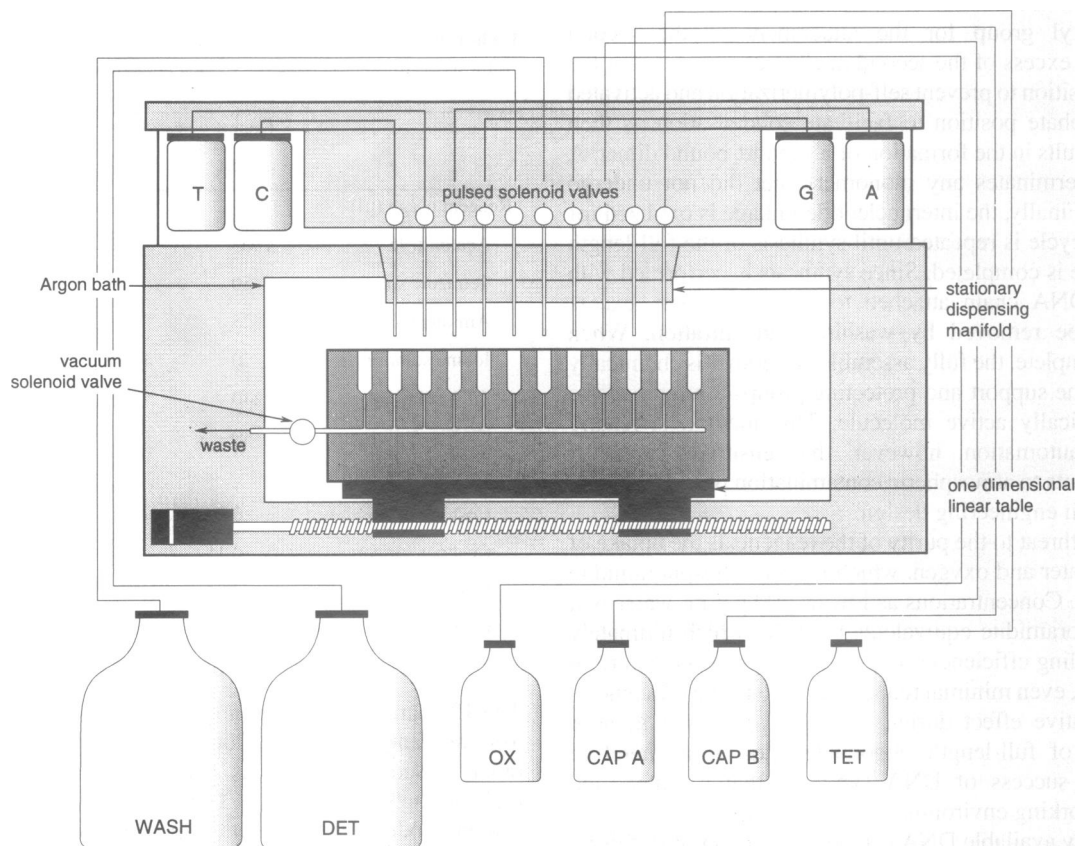 T
C
pulsed solenoid valves
G
A
Argon bath
stationary
dispensing
manifold
vacuum
solenoid valve
waste
one dimensional
linear table
OX
CAP A
CAP B
TET
WASH
DET